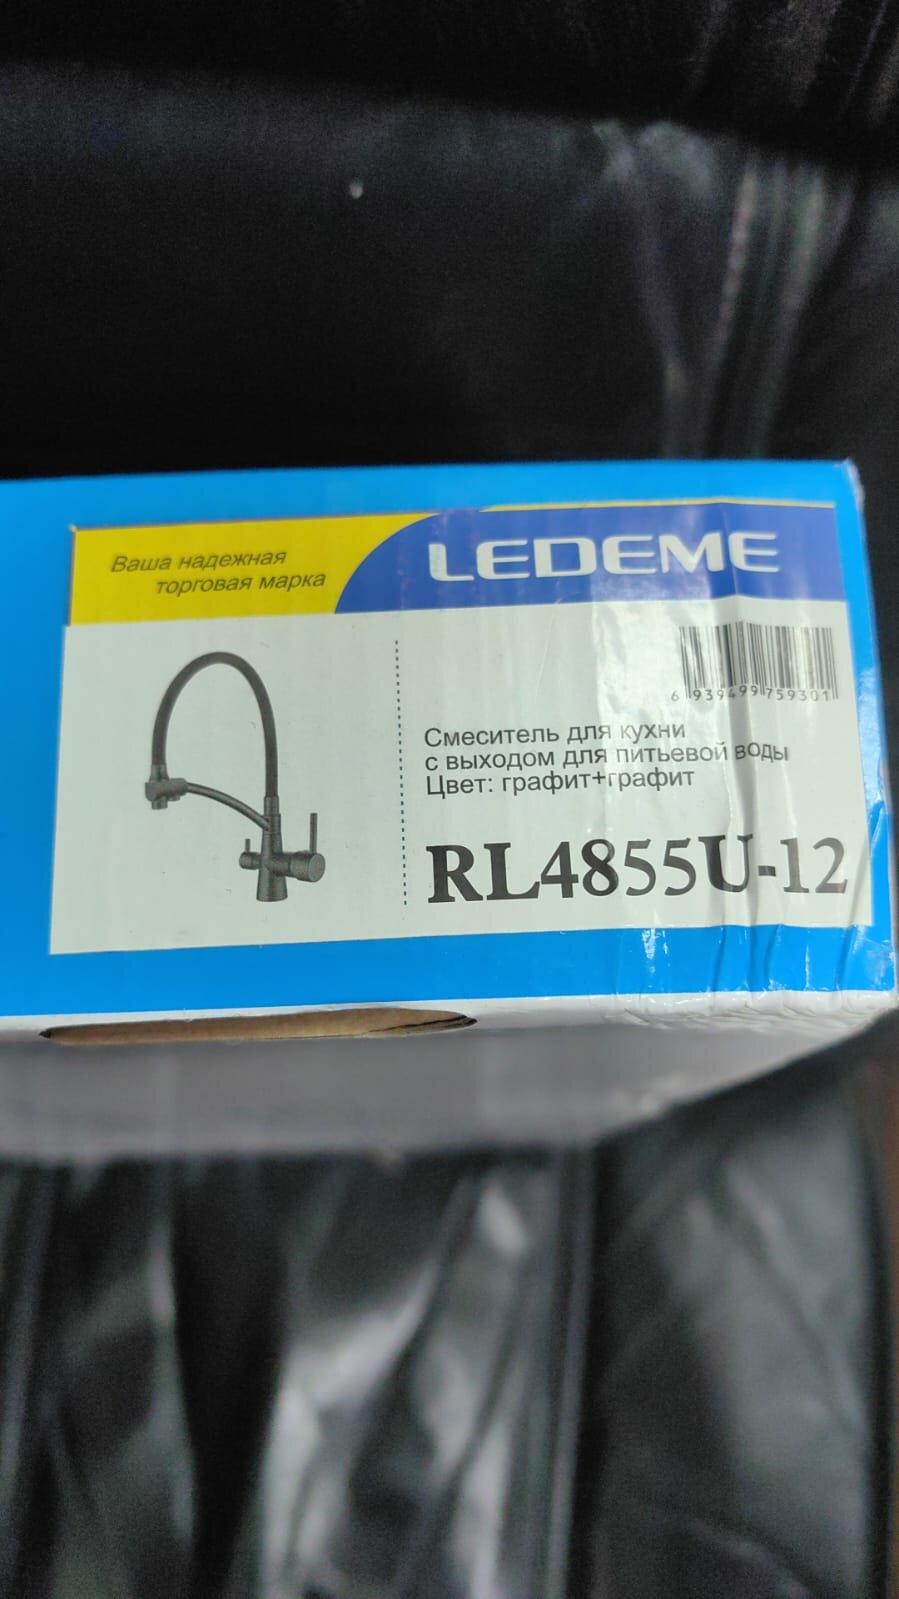 Ваша надежная
торговая марка
LEDEME
6 939499 759301
Смеситель для кухни
с выходом для питьевой воды
Цвет: графит+графит
RL4855U-12